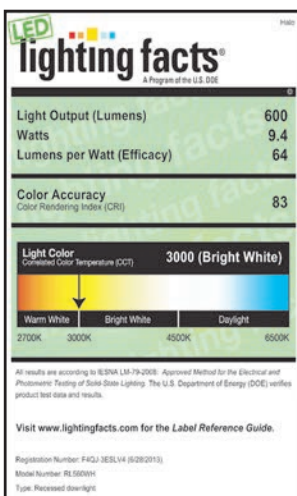 Halo
LED
lighting facts®
A Program of the U.S. DOE
Light Output (Lumens) 600
Watts 9.4
Lumens per Watt (Efficacy) 64
Color Accuracy 83
Color Rendering Index (CRI)
Light Color 3000 (Bright White)
Correlated Color Temperature (CCT)
Warm White Bright White Daylight
2700K 3000K 4500K 6500K
All results are according to IESNA LM-79-2008: Approved Method for the Electrical and
Photometric Testing of Solid-State Lighting. The U.S. Department of Energy (DOE) verifies
product test data and results.
Visit www.lightingfacts.com for the Label Reference Guide.
Registration Number: F4QJ-3ESLV4 (6/28/2013)
Model Number: RL560WH
Type: Recessed downlight